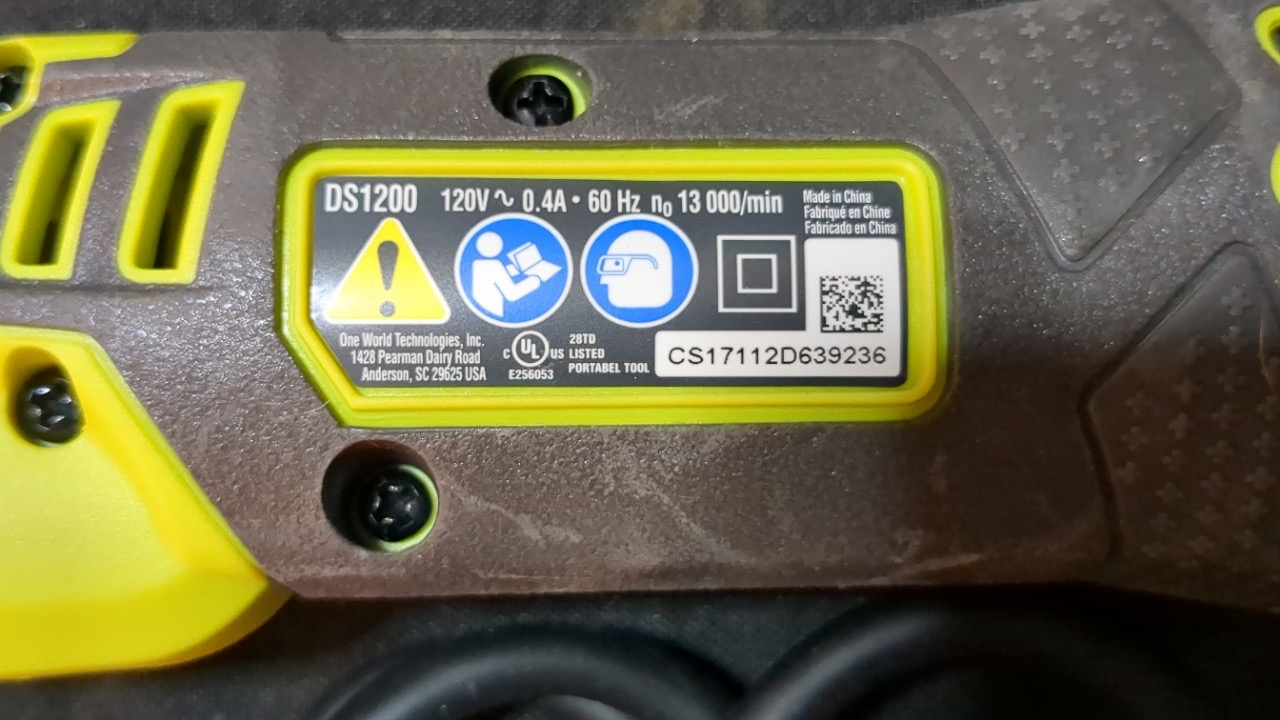 DS1200 120V ~ 0.4A • 60 Hz n₀ 13 000/min
Made in China
Fabriqué en Chine
Fabricado en China
One World Technologies, Inc.
1428 Pearman Dairy Road
Anderson, SC 29625 USA
C UL US
E256053
28TD
LISTED
PORTABEL TOOL
CS17112D639236